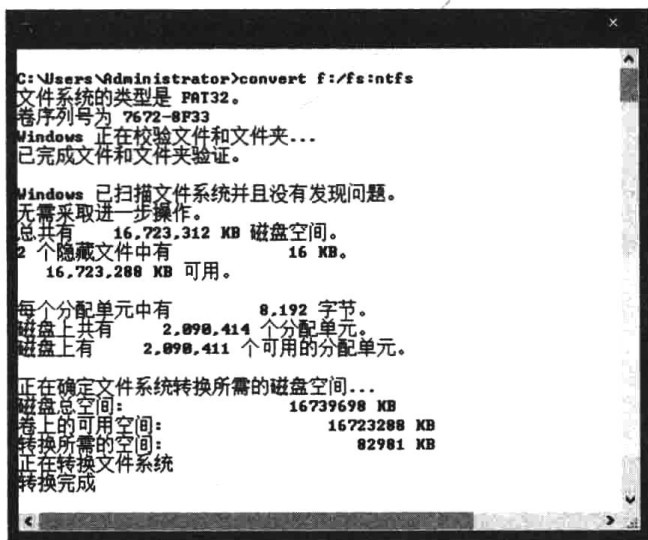 C:\Users\Administrator>convert f:/fs:ntfs
文件系统的类型是 FAT32。
卷序列号为 7672-8F33
Windows 正在校验文件和文件夹...
已完成文件和文件夹验证。
Windows 已扫描文件系统并且没有发现问题。
无需采取进一步操作。
总共有 16,723,312 KB 磁盘空间。
2 个隐藏文件中有 16 KB。
16,723,288 KB 可用。
每个分配单元中有 8,192 字节。
磁盘上共有 2,090,414 个分配单元。
磁盘上有 2,090,411 个可用的分配单元。
正在确定文件系统转换所需的磁盘空间...
磁盘总空间: 16739698 KB
卷上的可用空间: 16723288 KB
转换所需的空间: 82981 KB
正在转换文件系统
转换完成